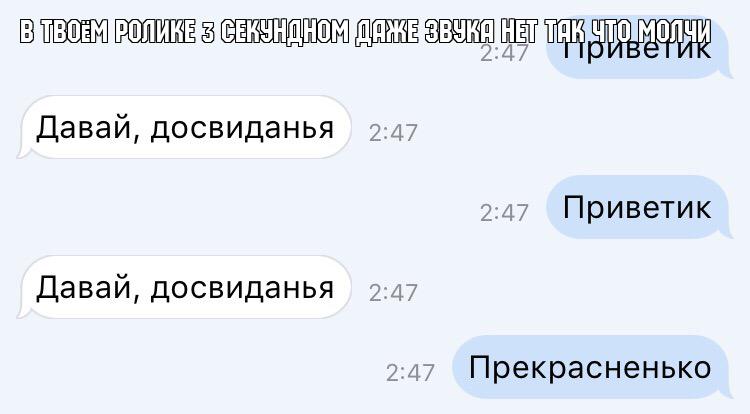 В ТВОЁМ РОЛИКЕ 3 СЕКУНДНОМ ДАЖЕ ЗВУКА НЕТ ТАК ЧТО МОЛЧИ
2:47 Приветик
Давай, досвиданья 2:47
2:47 Приветик
Давай, досвиданья 2:47
2:47 Прекрасненько